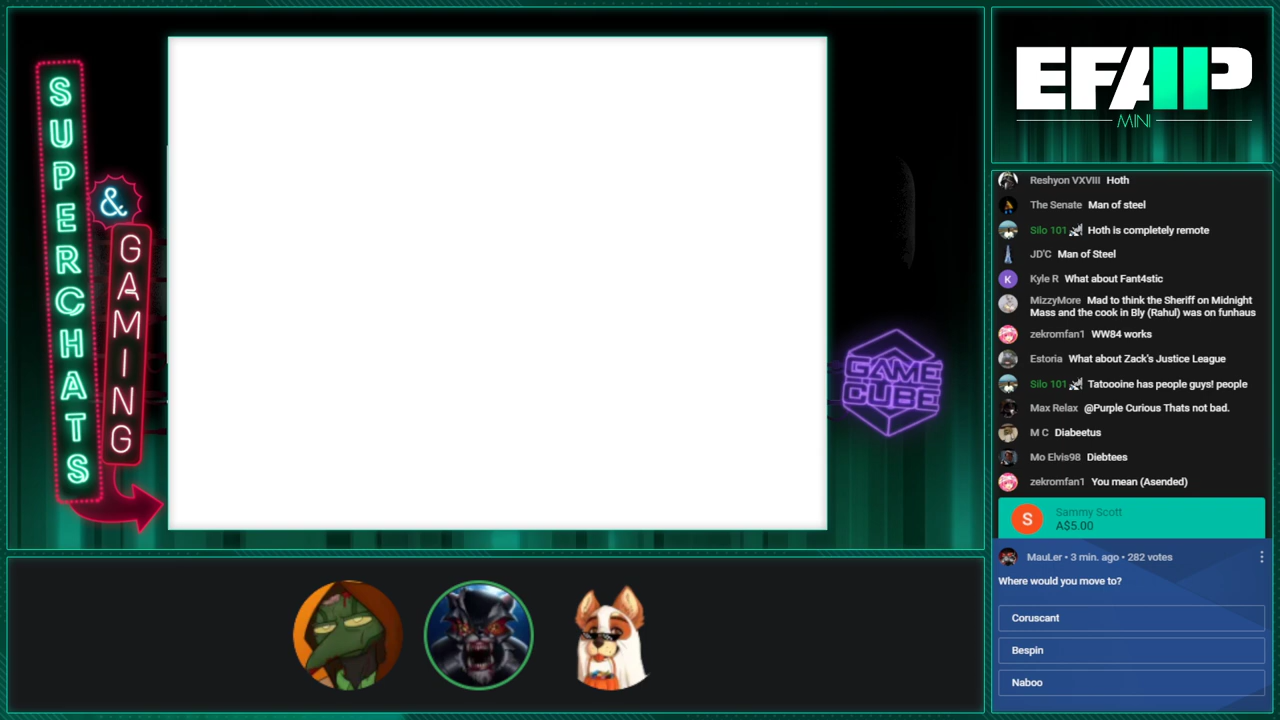 SUPERCHATS
&
GAMING
GAME
CUBE
EFAP
MINI
Reshyon VXVIII Hoth
The Senate Man of steel
Silo 101 Hoth is completely remote
JD'C Man of Steel
K
Kyle R What about Fant4stic
MizzyMore Mad to think the Sheriff on Midnight
Mass and the cook in Bly (Rahul) was on funhaus
zekromfan1 WW84 works
Estoria What about Zack's Justice League
Silo 101 Tatoooine has people guys! people
Max Relax @Purple Curious Thats not bad.
M C Diabeetus
Mo Elvis98 Diebtees
zekromfan1 You mean (Asended)
S
Sammy Scott
A$5.00
MauLer • 3 min. ago • 282 votes
Where would you move to?
Coruscant
Bespin
Naboo